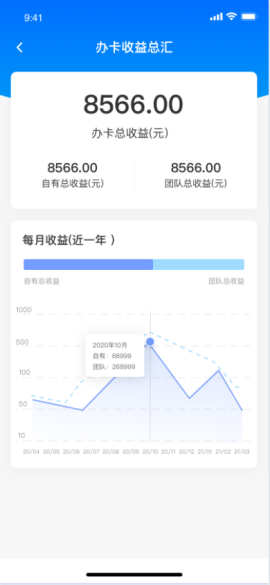 9:41
办卡收益总汇
8566.00
办卡总收益(元)
8566.00 8566.00
自有总收益(元) 团队总收益(元)
每月收益(近一年 )
自有总收益 团队总收益
1000
500
100
50
10
2020年10月
自有: 68999
团队: 268999
20/04 20/05 20/06 20/07 20/08 20/09 20/10 20/11 20/12 21/01 21/02 21/03